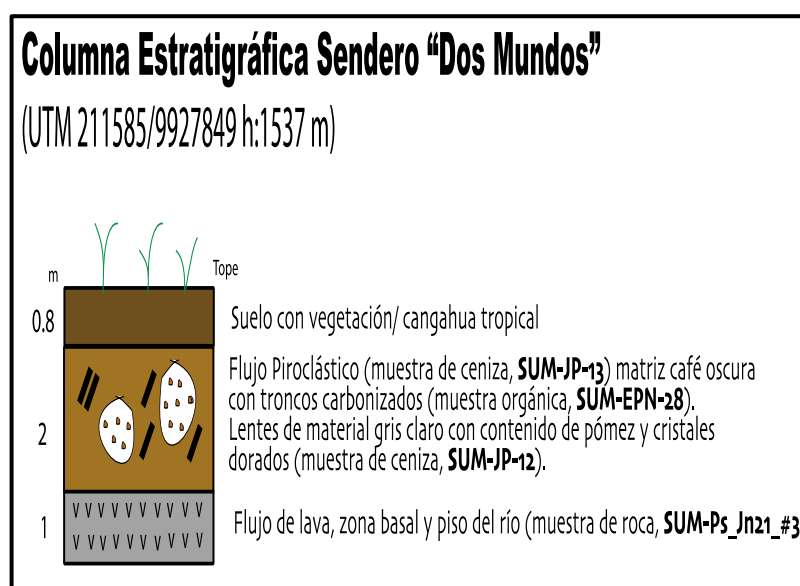 Columna Estratigráfica Sendero “Dos Mundos”
(UTM 211585/9927849 h:1537 m)
m
Tope
0.8
Suelo con vegetación/ cangahua tropical
Flujo Piroclástico (muestra de ceniza, SUM-JP-13) matriz café oscura
con troncos carbonizados (muestra orgánica, SUM-EPN-28).
2
Lentes de material gris claro con contenido de pómez y cristales
dorados (muestra de ceniza, SUM-JP-12).
1
Flujo de lava, zona basal y piso del río (muestra de roca, SUM-Ps_Jn21_#3